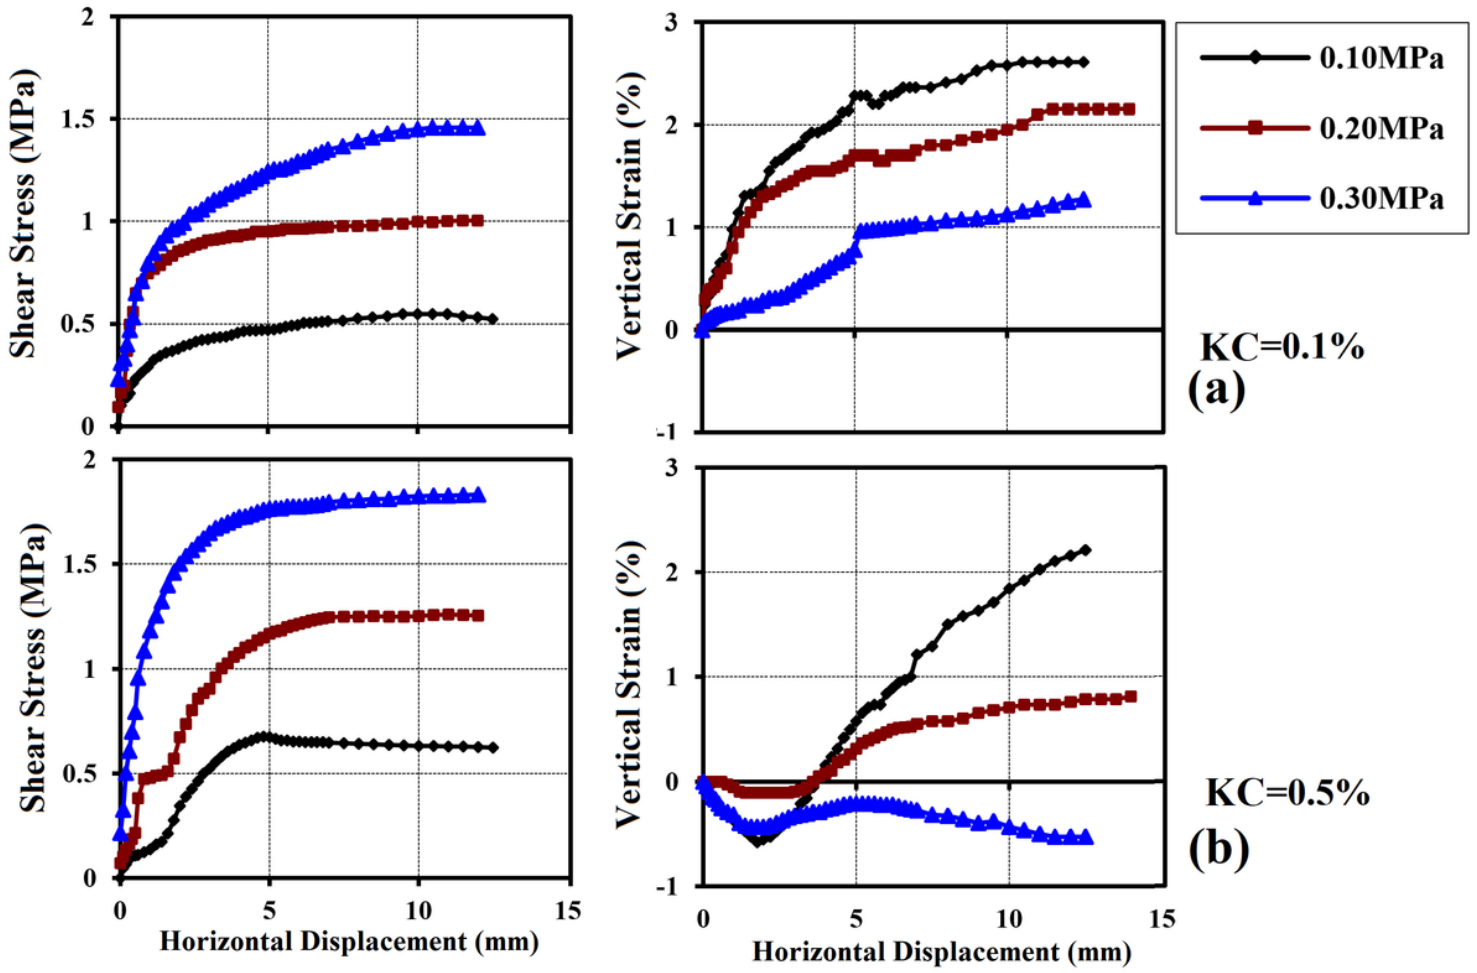 2
1.5
1
0.5
0
Shear Stress (MPa)
3
2
1
0
-1
Vertical Strain (%)
0.10MPa
0.20MPa
0.30MPa
KC=0.1%
(a)
2
1.5
1
0.5
0
Shear Stress (MPa)
0 5 10 15
Horizontal Displacement (mm)
3
2
1
0
-1
Vertical Strain (%)
0 5 10 15
Horizontal Displacement (mm)
KC=0.5%
(b)